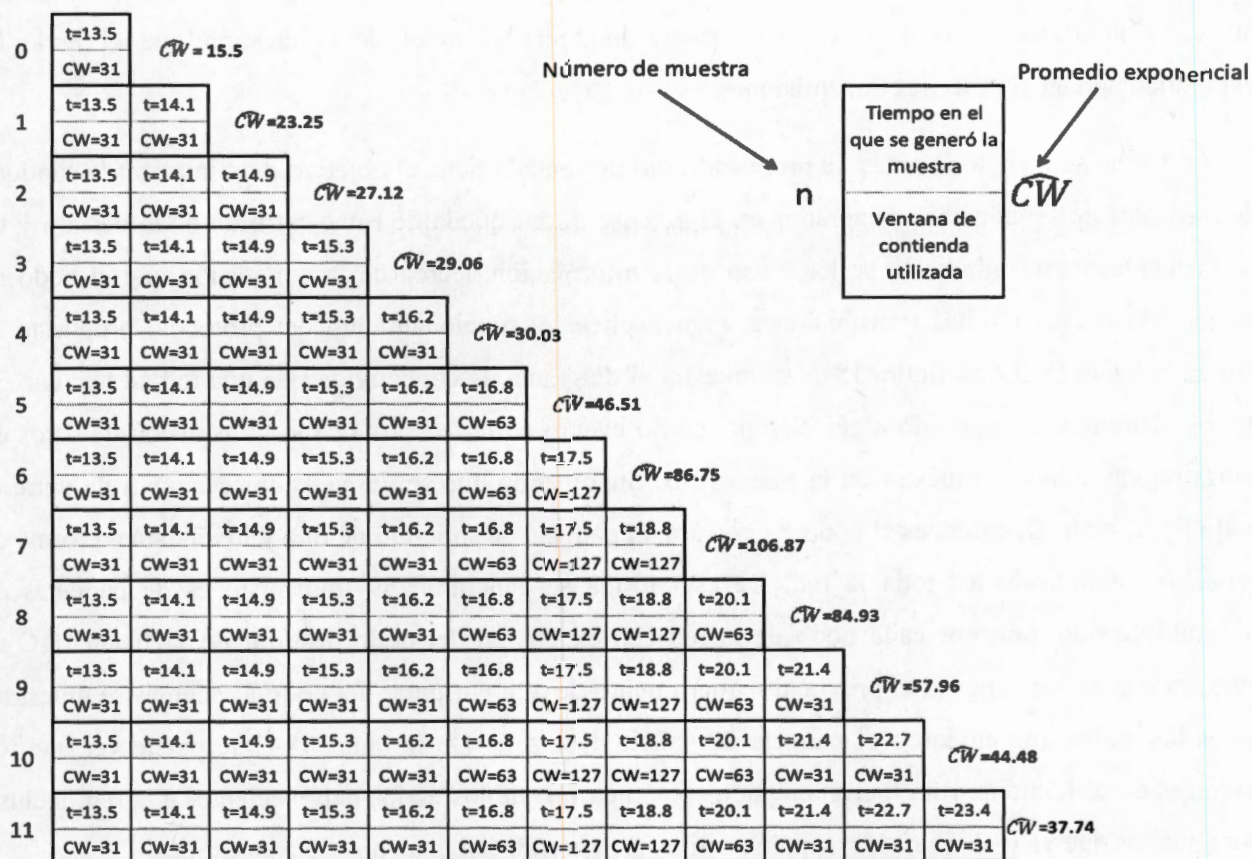 Número de muestra
Promedio exponencial
Tiempo en el
que se generó la
muestra
n
ĈW
Ventana de
contienda
utilizada
t=13.5
0
ĈW = 15.5
CW=31
t=13.5 t=14.1
1
ĈW=23.25
CW=31 CW=31
t=13.5 t=14.1 t=14.9
2
ĈW=27.12
CW=31 CW=31 CW=31
t=13.5 t=14.1 t=14.9 t=15.3
3
ĈW=29.06
CW=31 CW=31 CW=31 CW=31
t=13.5 t=14.1 t=14.9 t=15.3 t=16.2
4
ĈW=30.03
CW=31 CW=31 CW=31 CW=31 CW=31
t=13.5 t=14.1 t=14.9 t=15.3 t=16.2 t=16.8
5
ĈW=46.51
CW=31 CW=31 CW=31 CW=31 CW=31 CW=63
t=13.5 t=14.1 t=14.9 t=15.3 t=16.2 t=16.8 t=17.5
6
ĈW=86.75
CW=31 CW=31 CW=31 CW=31 CW=31 CW=63 CW=127
t=13.5 t=14.1 t=14.9 t=15.3 t=16.2 t=16.8 t=17.5 t=18.8
7
ĈW=106.87
CW=31 CW=31 CW=31 CW=31 CW=31 CW=63 CW=127 CW=127
t=13.5 t=14.1 t=14.9 t=15.3 t=16.2 t=16.8 t=17.5 t=18.8 t=20.1
8
ĈW=84.93
CW=31 CW=31 CW=31 CW=31 CW=31 CW=63 CW=127 CW=127 CW=63
t=13.5 t=14.1 t=14.9 t=15.3 t=16.2 t=16.8 t=17.5 t=18.8 t=20.1 t=21.4
9
ĈW=57.96
CW=31 CW=31 CW=31 CW=31 CW=31 CW=63 CW=127 CW=127 CW=63 CW=31
t=13.5 t=14.1 t=14.9 t=15.3 t=16.2 t=16.8 t=17.5 t=18.8 t=20.1 t=21.4 t=22.7
10
ĈW=44.48
CW=31 CW=31 CW=31 CW=31 CW=31 CW=63 CW=127 CW=127 CW=63 CW=31 CW=31
t=13.5 t=14.1 t=14.9 t=15.3 t=16.2 t=16.8 t=17.5 t=18.8 t=20.1 t=21.4 t=22.7 t=23.4
11
ĈW=37.74
CW=31 CW=31 CW=31 CW=31 CW=31 CW=63 CW=127 CW=127 CW=63 CW=31 CW=31 CW=31